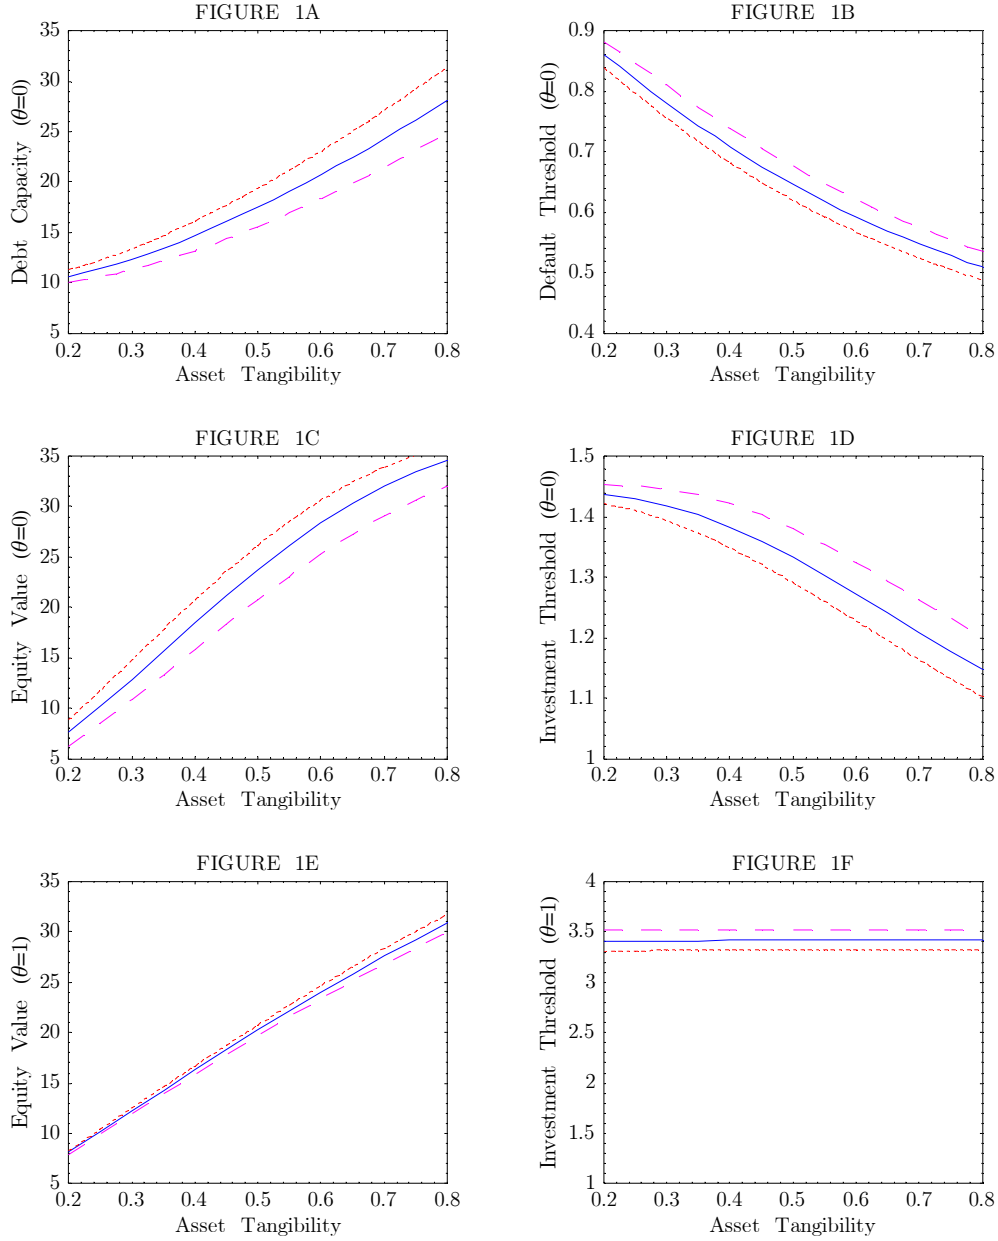 FIGURE 1A
Debt Capacity (θ=0)
35
30
25
20
15
10
5
0.2 0.3 0.4 0.5 0.6 0.7 0.8
Asset Tangibility
FIGURE 1B
Default Threshold (θ=0)
0.9
0.8
0.7
0.6
0.5
0.4
0.2 0.3 0.4 0.5 0.6 0.7 0.8
Asset Tangibility
FIGURE 1C
Equity Value (θ=0)
35
30
25
20
15
10
5
0.2 0.3 0.4 0.5 0.6 0.7 0.8
Asset Tangibility
FIGURE 1D
Investment Threshold (θ=0)
1.5
1.4
1.3
1.2
1.1
1
0.2 0.3 0.4 0.5 0.6 0.7 0.8
Asset Tangibility
FIGURE 1E
Equity Value (θ=1)
35
30
25
20
15
10
5
0.2 0.3 0.4 0.5 0.6 0.7 0.8
Asset Tangibility
FIGURE 1F
Investment Threshold (θ=1)
4
3.5
3
2.5
2
1.5
1
0.2 0.3 0.4 0.5 0.6 0.7 0.8
Asset Tangibility